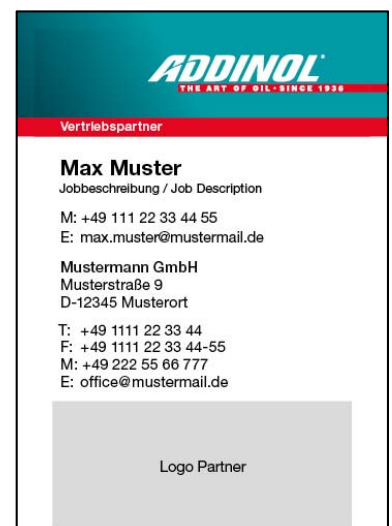 ADDINOL
THE ART OF OIL·SINCE 1936
Vertriebspartner
Max Muster
Jobbeschreibung / Job Description
M: +49 111 22 33 44 55
E: max.muster@mustermail.de
Mustermann GmbH
Musterstraße 9
D-12345 Musterort
T: +49 1111 22 33 44
F: +49 1111 22 33 44-55
M: +49 222 55 66 777
E: office@mustermail.de
Logo Partner